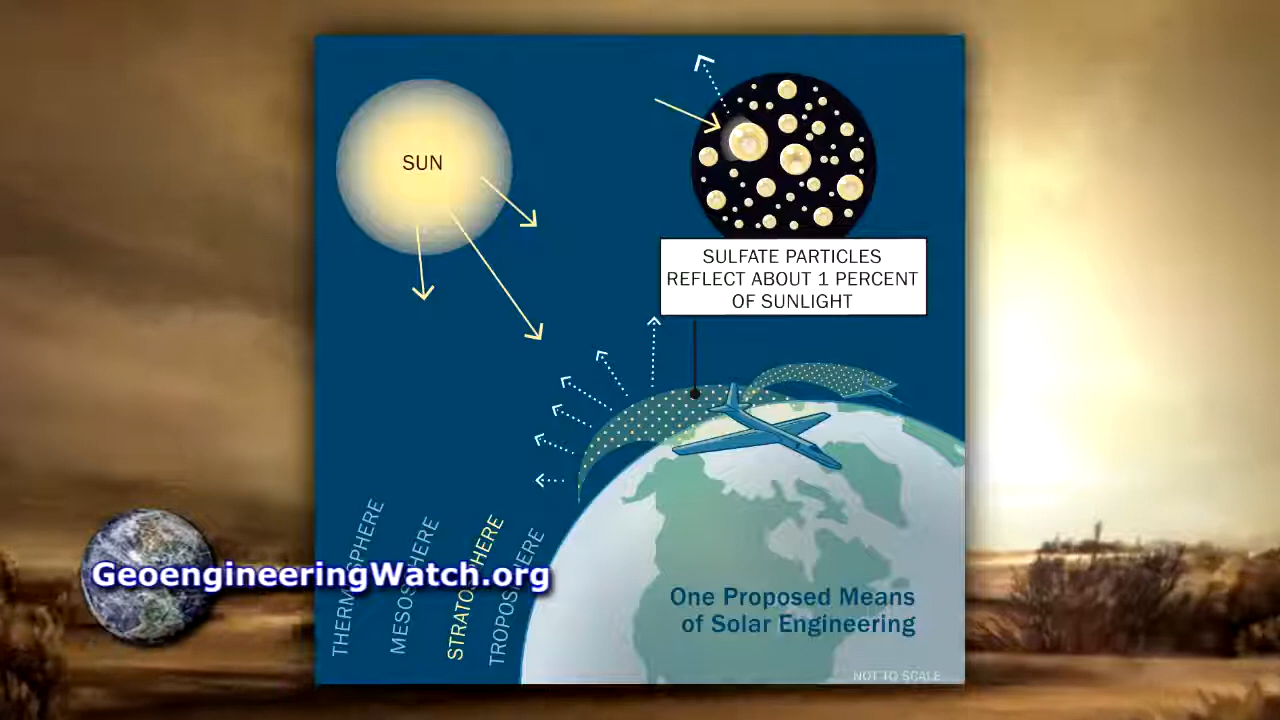 SUN
SULFATE PARTICLES
REFLECT ABOUT 1 PERCENT
OF SUNLIGHT
THERMOSPHERE
MESOSPHERE
STRATOSPHERE
TROPOSPHERE
GeoengineeringWatch.org
One Proposed Means
of Solar Engineering
NOT TO SCALE